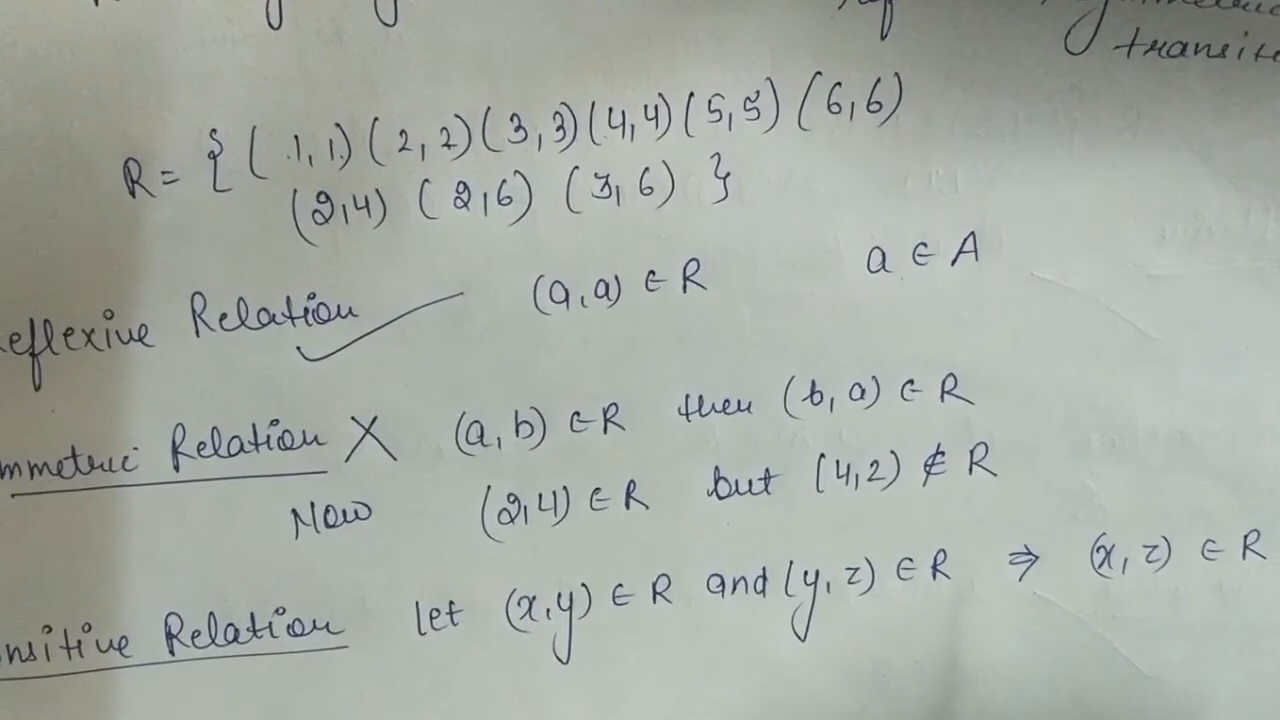 transit
R = { (1,1) (2,2) (3,3) (4,4) (5,5) (6,6)
(2,4) (2,6) (3,6) }
eflexive Relation ✓ (a,a) ∈ R a ∈ A
mmetric Relation X (a,b) ∈ R then (b,a) ∈ R
Now (2,4) ∈ R but (4,2) ∉ R
nsitive Relation let (x,y) ∈ R and (y,z) ∈ R ⇒ (x,z) ∈ R